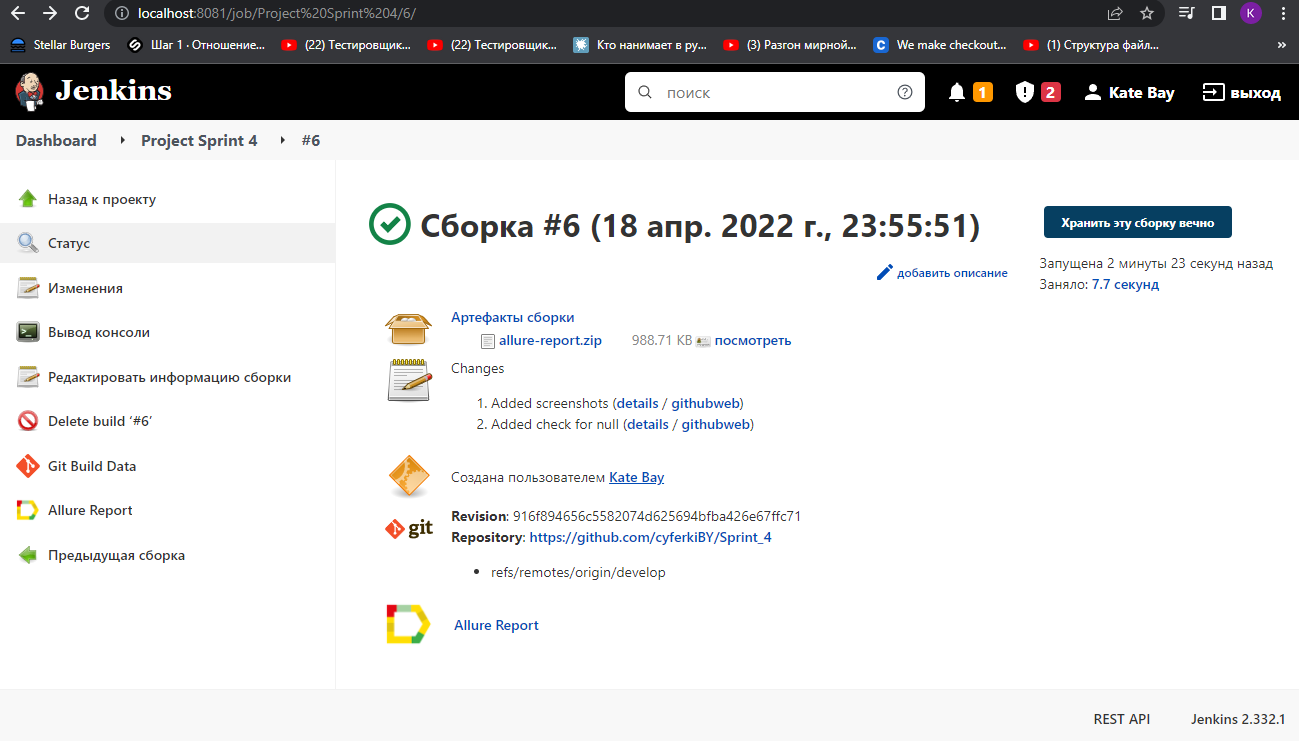 localhost:8081/job/Project%20Sprint%204/6/
K
Stellar Burgers
Шаг 1 · Отношение...
(22) Тестировщик...
(22) Тестировщик...
Кто нанимает в ру...
(3) Разгон мирной...
C
We make checkout...
(1) Структура файл...
»
Jenkins
поиск
1
2
Kate Bay
выход
Dashboard
Project Sprint 4
#6
Назад к проекту
Статус
Изменения
Вывод консоли
Редактировать информацию сборки
Delete build ‘#6’
Git Build Data
Allure Report
Предыдущая сборка
Сборка #6 (18 апр. 2022 г., 23:55:51)
Хранить эту сборку вечно
добавить описание
Запущена 2 минуты 23 секунд назад
Заняло: 7.7 секунд
Артефакты сборки
allure-report.zip 988.71 KB посмотреть
Changes
1. Added screenshots (details / githubweb)
2. Added check for null (details / githubweb)
Создана пользователем Kate Bay
git
Revision: 916f894656c5582074d625694bfba426e67ffc71
Repository: https://github.com/cyferkiBY/Sprint_4
• refs/remotes/origin/develop
Allure Report
REST API
Jenkins 2.332.1